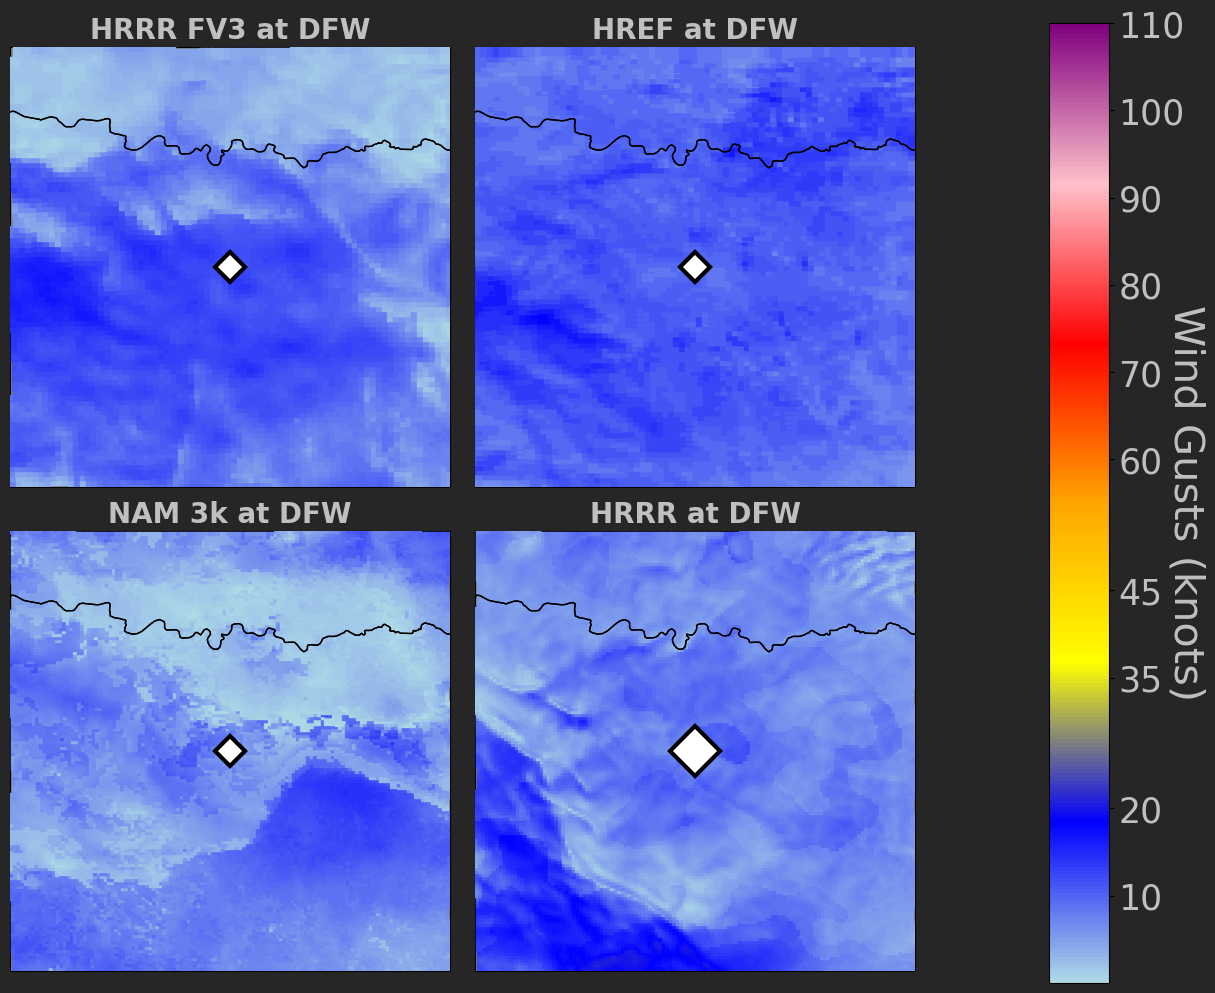 HRRR FV3 at DFW
HREF at DFW
NAM 3k at DFW
HRRR at DFW
110
100
90
80
70
60
45
35
20
10
Wind Gusts (knots)